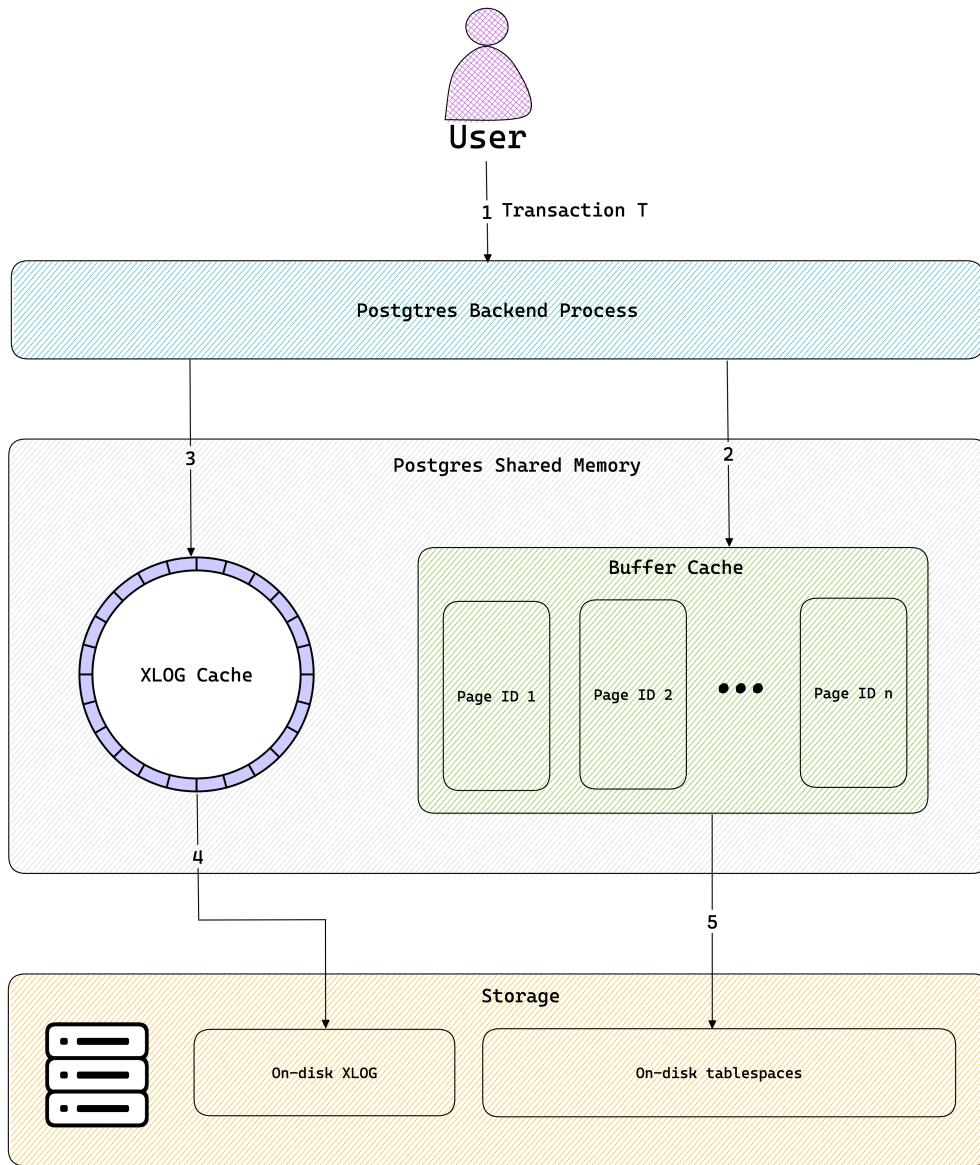 User
1 Transaction T
Postgtres Backend Process
3
2
Postgres Shared Memory
Buffer Cache
XLOG Cache
Page ID 1
Page ID 2
Page ID n
4
5
Storage
On-disk XLOG
On-disk tablespaces